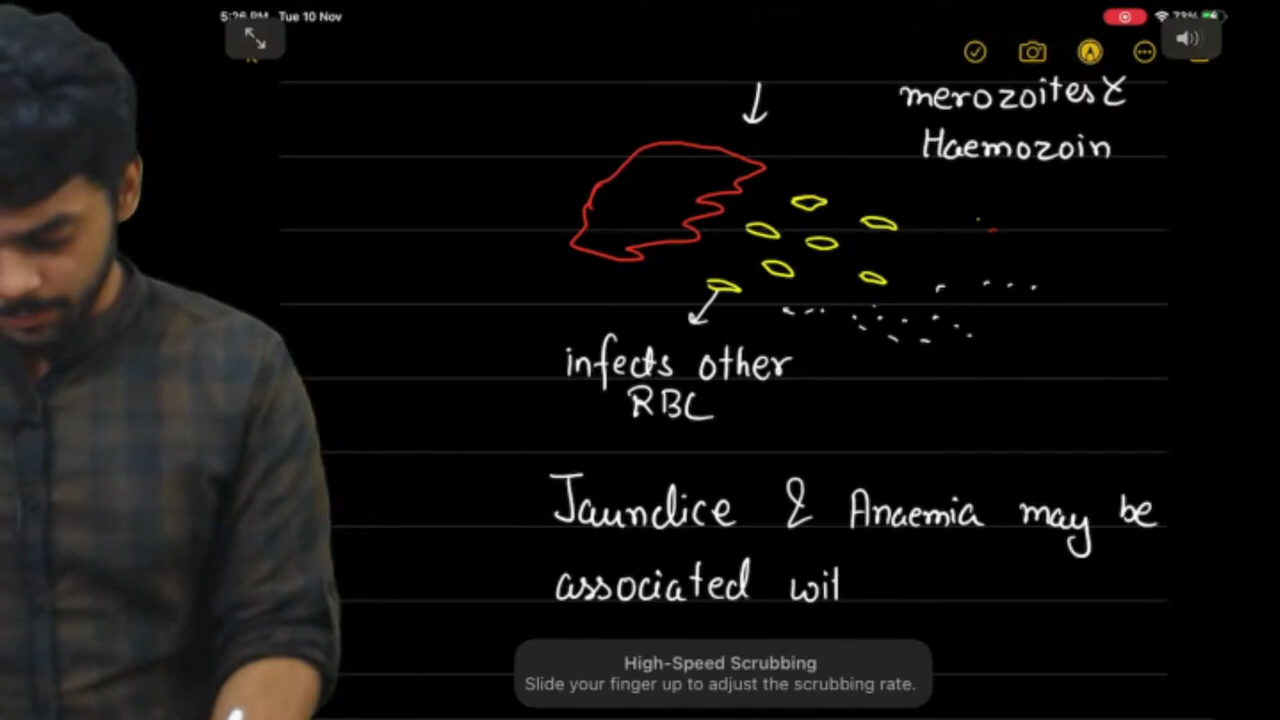 5:26 PM Tue 10 Nov
73%
merozoites &
Haemozoin
infects other
RBC
Jaundice & Anaemia may be
associated wit
High-Speed Scrubbing
Slide your finger up to adjust the scrubbing rate.